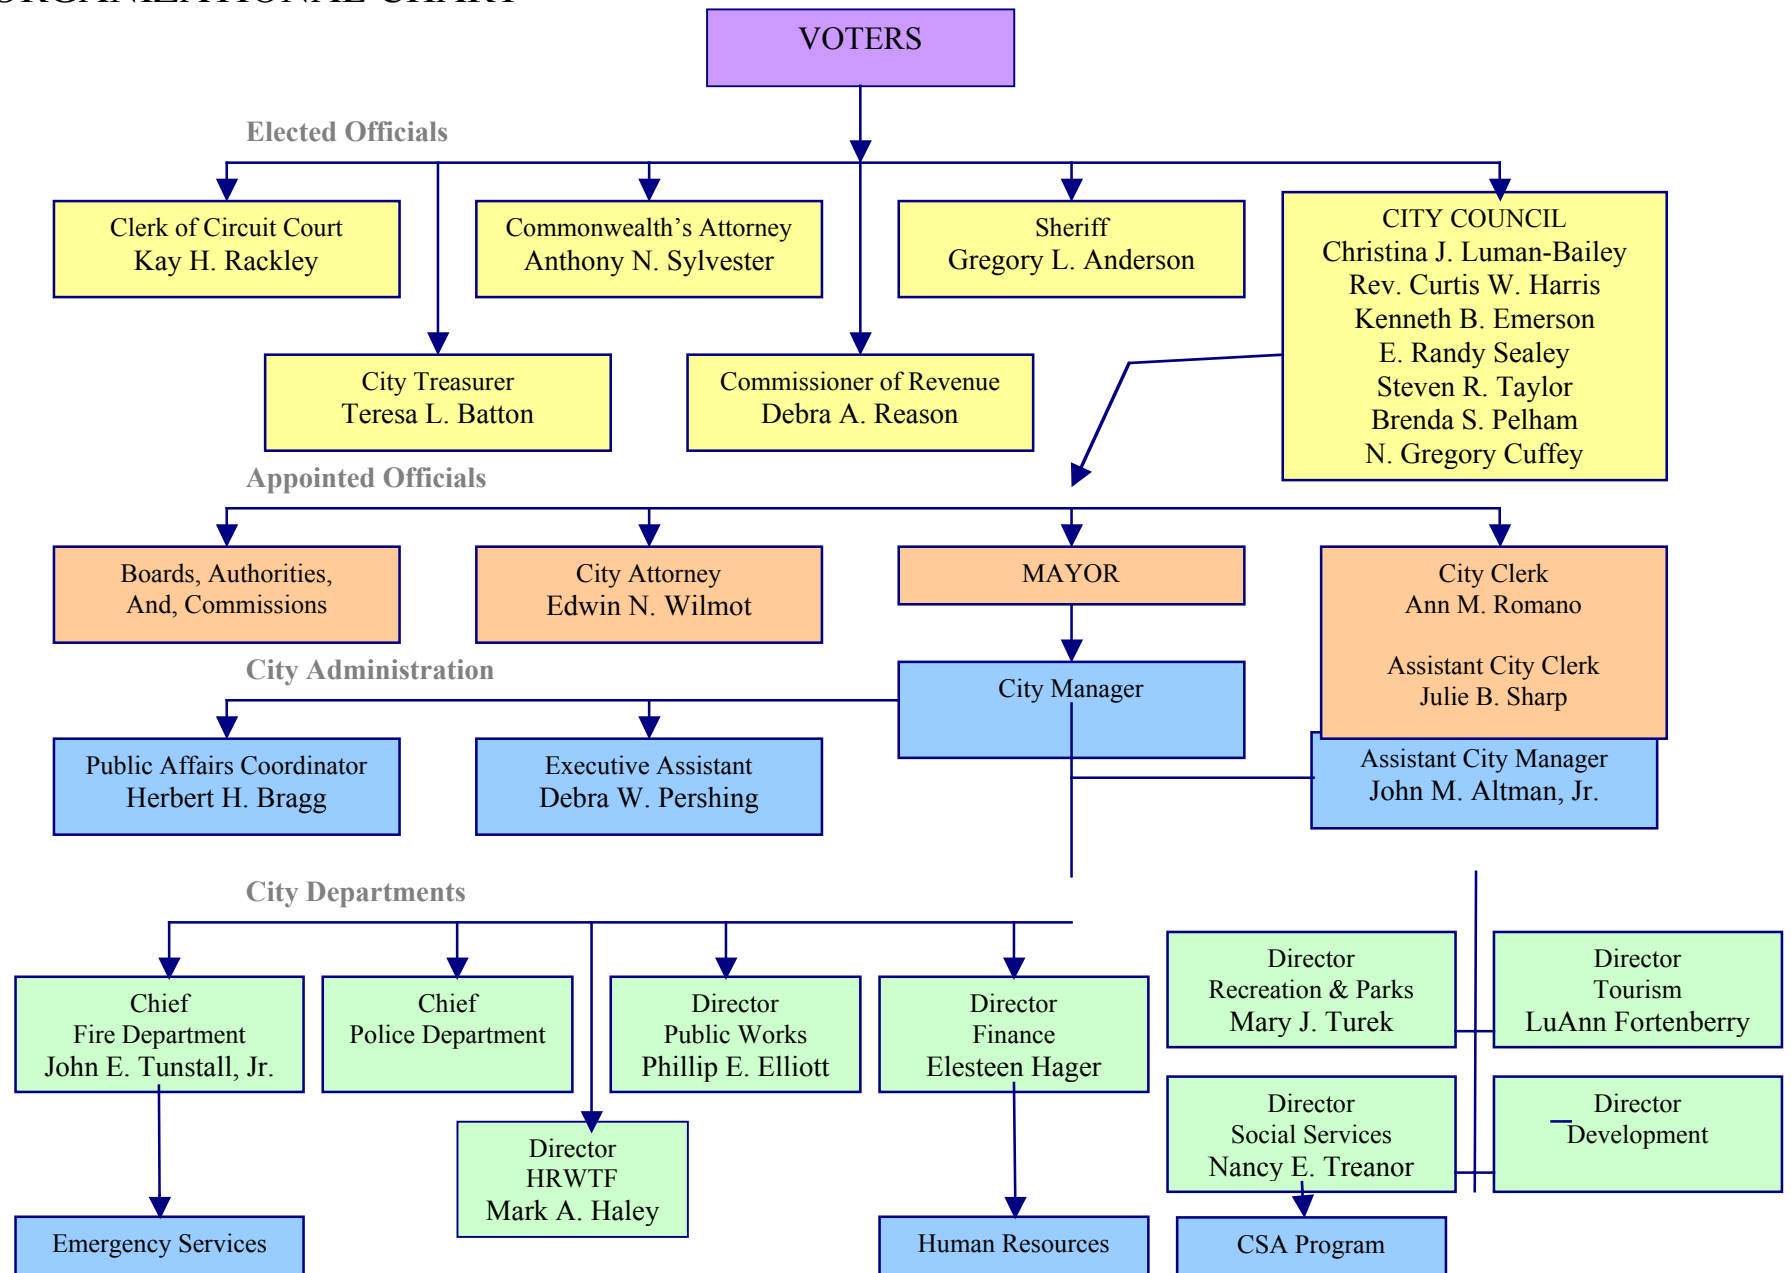 ORGANIZATIONAL CHART
VOTERS
Elected Officials
Clerk of Circuit Court
Kay H. Rackley
Commonwealth’s Attorney
Anthony N. Sylvester
Sheriff
Gregory L. Anderson
CITY COUNCIL
Christina J. Luman-Bailey
Rev. Curtis W. Harris
Kenneth B. Emerson
E. Randy Sealey
Steven R. Taylor
Brenda S. Pelham
N. Gregory Cuffey
City Treasurer
Teresa L. Batton
Commissioner of Revenue
Debra A. Reason
Appointed Officials
Boards, Authorities,
And, Commissions
City Attorney
Edwin N. Wilmot
MAYOR
City Clerk
Ann M. Romano
Assistant City Clerk
Julie B. Sharp
City Administration
City Manager
Public Affairs Coordinator
Herbert H. Bragg
Executive Assistant
Debra W. Pershing
Assistant City Manager
John M. Altman, Jr.
City Departments
Chief
Fire Department
John E. Tunstall, Jr.
Chief
Police Department
Director
Public Works
Phillip E. Elliott
Director
Finance
Elesteen Hager
Director
Recreation & Parks
Mary J. Turek
Director
Tourism
LuAnn Fortenberry
Director
HRWTF
Mark A. Haley
Director
Social Services
Nancy E. Treanor
Director
Development
Emergency Services
Human Resources
CSA Program